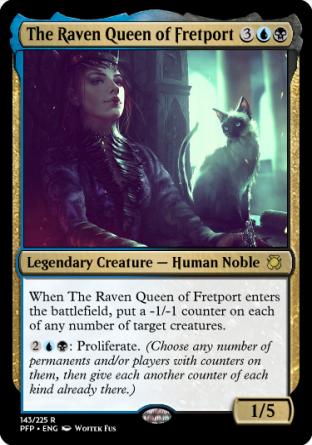 The Raven Queen of Fretport 3
Legendary Creature — Human Noble
When The Raven Queen of Fretport enters
the battlefield, put a -1/-1 counter on each
of any number of target creatures.
2 : Proliferate. (Choose any number of
permanents and/or players with counters on
them, then give each another counter of each
kind already there.)
1/5
143/225 R
PFP • ENG Wojtek Fus